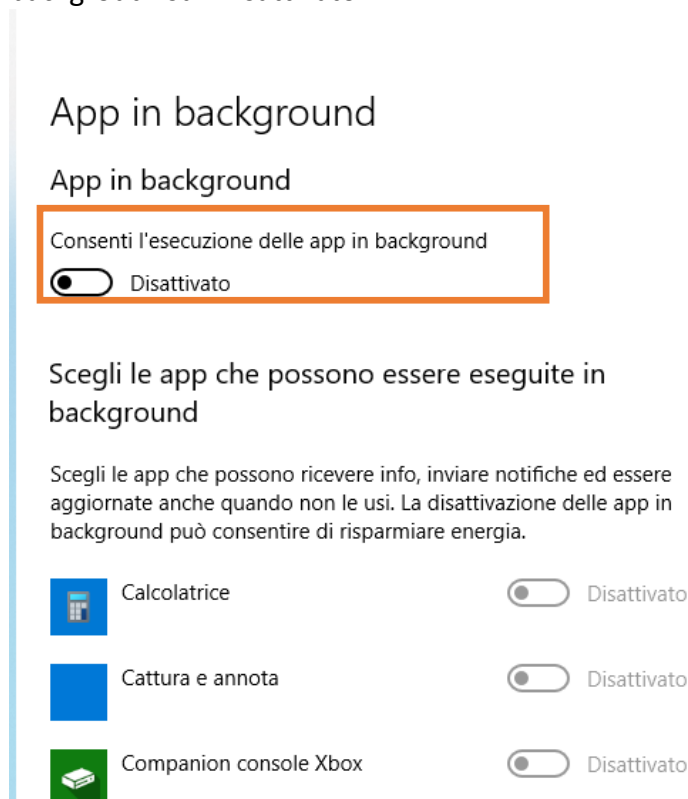 App in background
App in background
Consenti l'esecuzione delle app in background
Disattivato
Scegli le app che possono essere eseguite in
background
Scegli le app che possono ricevere info, inviare notifiche ed essere
aggiornate anche quando non le usi. La disattivazione delle app in
background può consentire di risparmiare energia.
Calcolatrice Disattivato
Cattura e annota Disattivato
Companion console Xbox Disattivato